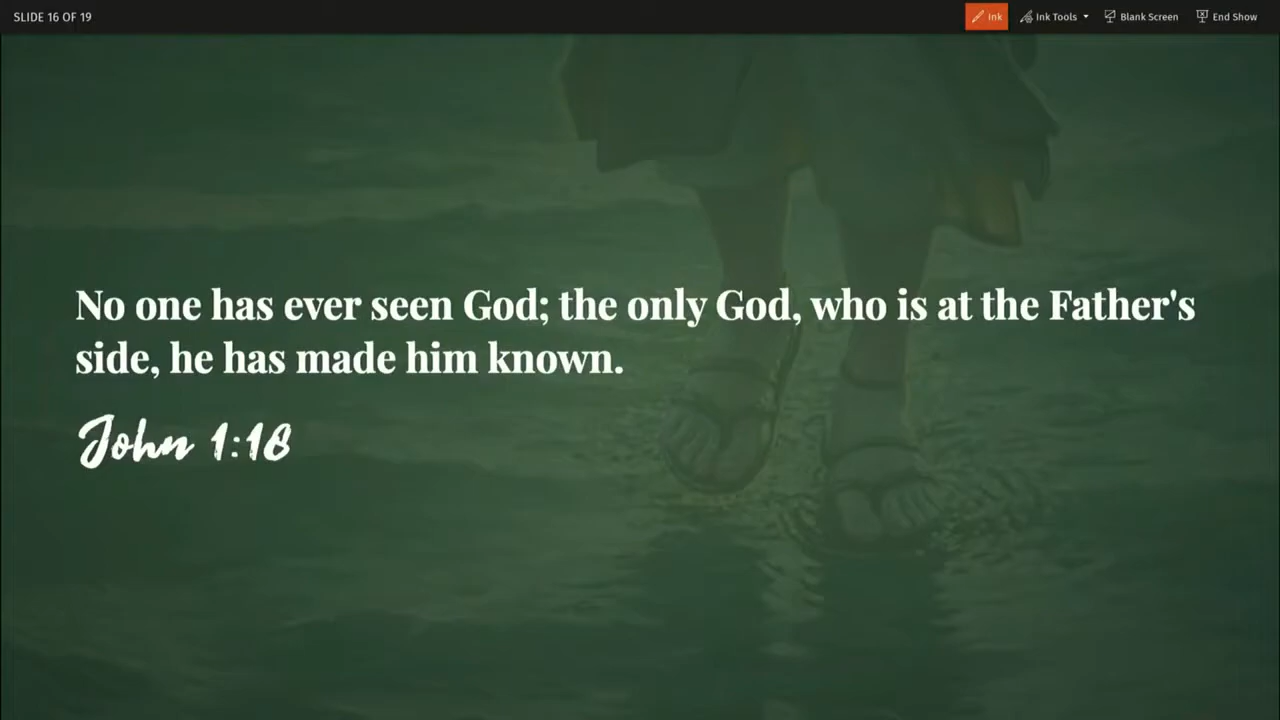 SLIDE 16 OF 19
Ink
Ink Tools
Blank Screen
End Show
No one has ever seen God; the only God, who is at the Father's
side, he has made him known.
John 1:18